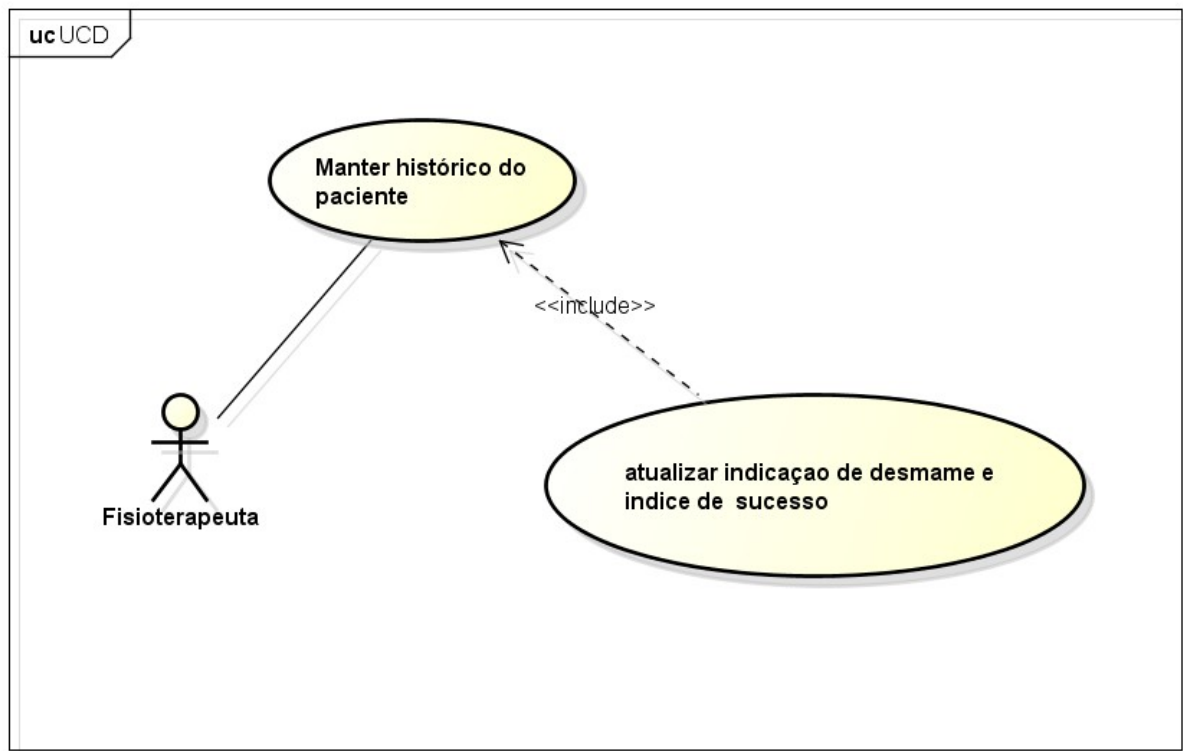 uc UCD
Manter histórico do
paciente
<<include>>
atualizar indicaçao de desmame e
indice de sucesso
Fisioterapeuta